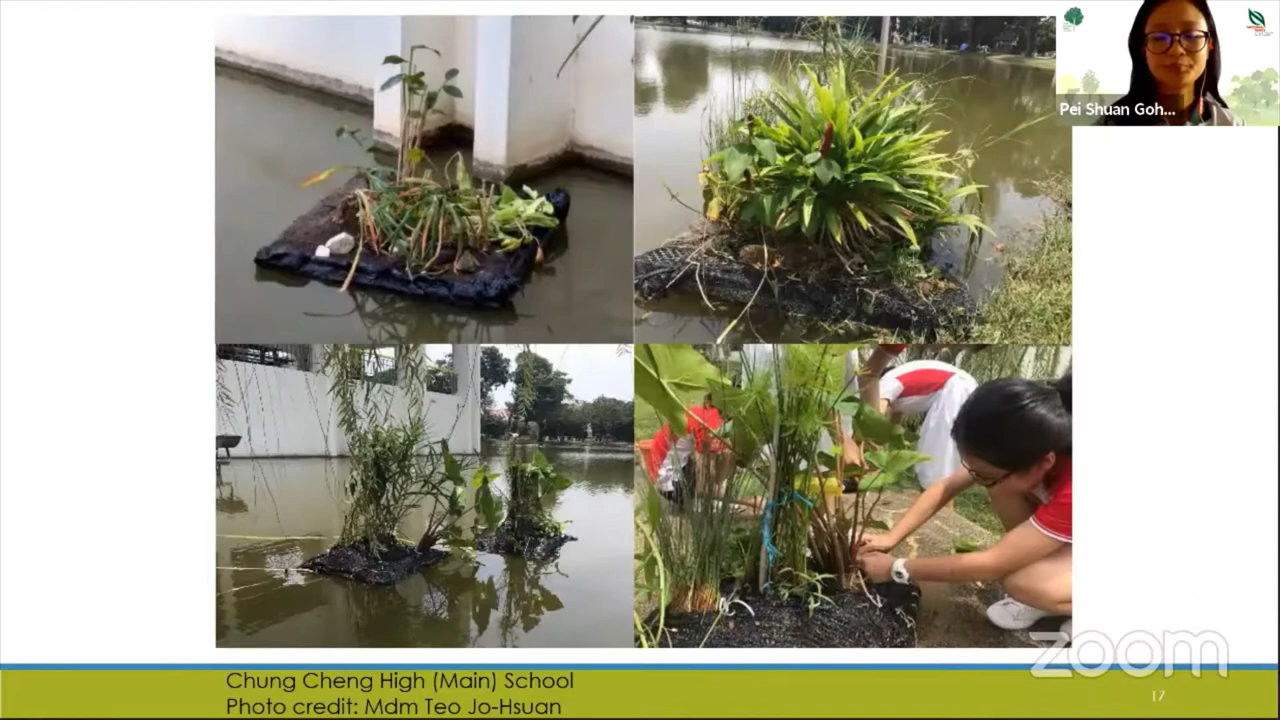 Pei Shuan Goh...
zoom
Chung Cheng High (Main) School
Photo credit: Mdm Teo Jo-Hsuan
17